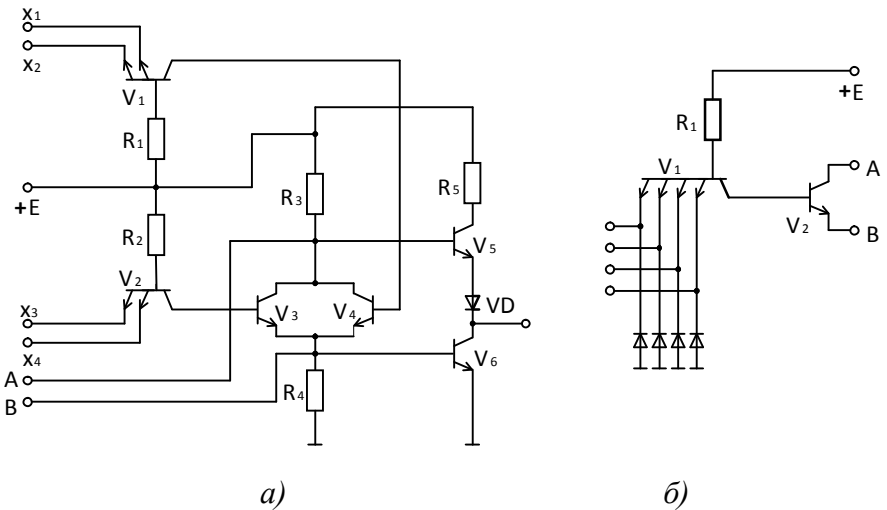 x1
x2
V1
R1
+E
R2
V2
x3
x4
A
B
R3
R5
V5
V3
V4
VD
V6
R4
а)
+E
R1
V1
A
V2
B
б)